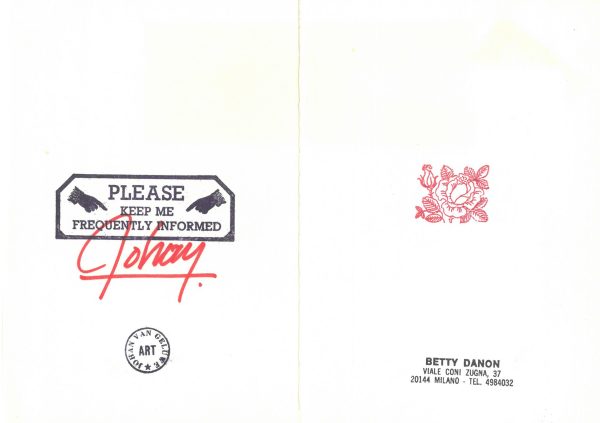 PLEASE
KEEP ME
FREQUENTLY INFORMED
Johan
JOHAN VAN GELUWE
ART
BETTY DANON
VIALE CONI ZUGNA, 37
20144 MILANO - TEL. 4984032